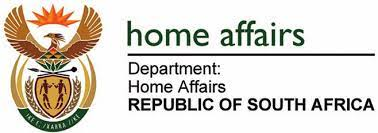 home affairs
Department:
Home Affairs
REPUBLIC OF SOUTH AFRICA